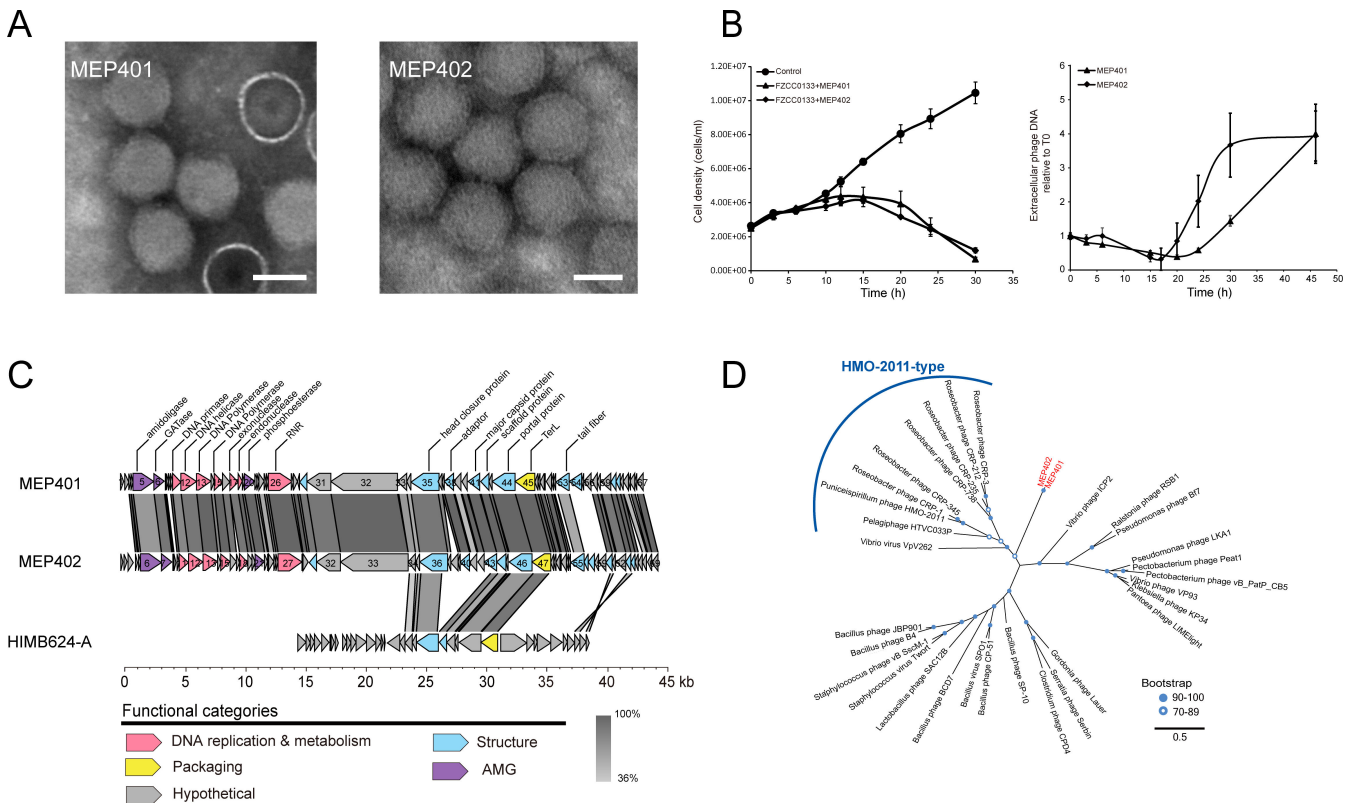 A
MEP401
MEP402
B
1.20E+07
1.00E+07
8.00E+06
6.00E+06
4.00E+06
2.00E+06
0.00E+00
Cell density (cells/ml)
Control
FZCC0133+MEP401
FZCC0133+MEP402
0 5 10 15 20 25 30 35
Time (h)
6
5
4
3
2
1
0
Extracellular phage DNA
relative to T0
MEP401
MEP402
0 5 10 15 20 25 30 35 40 45 50
Time (h)
C
amidoligase
GATase
DNA primase
DNA helicase
DNA Polymerase
DNA Polymerase
exonuclease
endonuclease
phosphoesterase
RNR
head closure protein
adaptor
major capsid protein
scaffold protein
portal protein
TerL
tail fiber
MEP401
5 12 13 26 31 32 33 35 44 45
MEP402
6 27 32 33 36 46 47
HIMB624-A
0 5 10 15 20 25 30 35 40 45 kb
Functional categories
DNA replication & metabolism
Packaging
Hypothetical
Structure
AMG
100%
36%
D
HMO-2011-type
Roseobacter phage CRP-3
Roseobacter phage CRP-212
Roseobacter phage CRP-235
Roseobacter phage CRP-738
Roseobacter phage CRP-345
Roseobacter phage CRP-1
Puniceispirillum phage HMO-2011
Pelagiphage HTVC033P
Vibrio virus VpV262
MEP402
MEP401
Vibrio phage ICP2
Ralstonia phage RSB1
Pseudomonas phage Bf7
Pseudomonas phage LKA1
Pectobacterium phage Peat1
Pectobacterium phage vB_PatP_CB5
Vibrio phage VP93
Klebsiella phage KP34
Pantoea phage LIMElight
Gordonia phage Lauer
Serratia phage Serbin
Clostridium phage CPD4
Bacillus phage SP-10
Bacillus phage CP-51
Bacillus virus SPO1
Bacillus phage BCD7
Lactobacillus phage SAC12B
Staphylococcus virus Twort
Staphylococcus phage vB SscM-1
Bacillus phage B4
Bacillus phage JBP901
Bootstrap
90-100
70-89
0.5